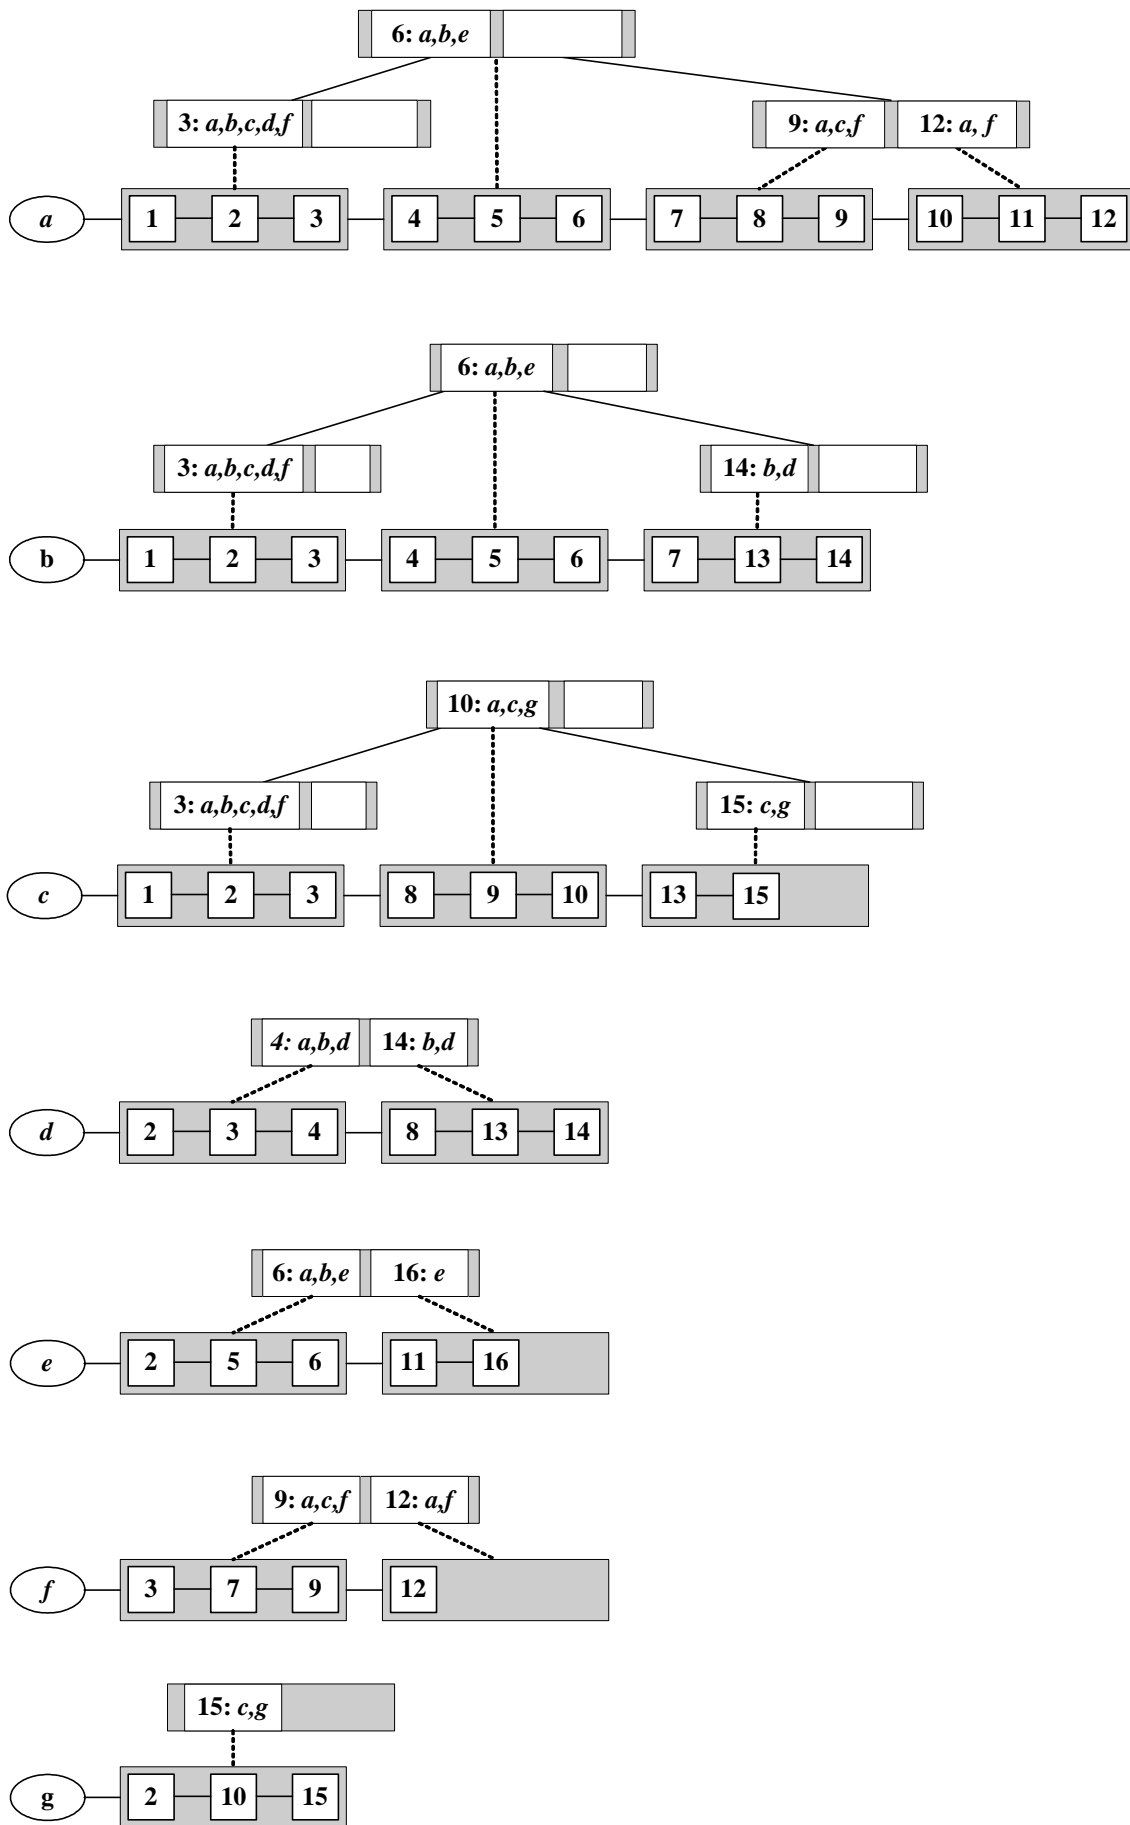 6: a,b,e
3: a,b,c,d,f
9: a,c,f 12: a, f
a 1 2 3 4 5 6 7 8 9 10 11 12
6: a,b,e
3: a,b,c,d,f 14: b,d
b 1 2 3 4 5 6 7 13 14
10: a,c,g
3: a,b,c,d,f 15: c,g
c 1 2 3 8 9 10 13 15
4: a,b,d 14: b,d
d 2 3 4 8 13 14
6: a,b,e 16: e
e 2 5 6 11 16
9: a,c,f 12: a,f
f 3 7 9 12
15: c,g
g 2 10 15